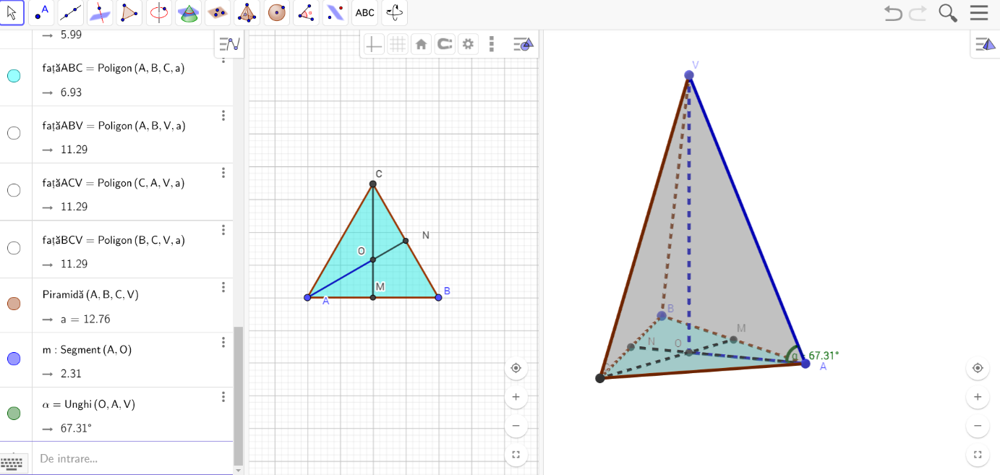 A
ABC
→ 5.99
fațăABC = Poligon (A, B, C, a)
→ 6.93
fațăABV = Poligon (A, B, V, a)
→ 11.29
fațăACV = Poligon (C, A, V, a)
→ 11.29
fațăBCV = Poligon (B, C, V, a)
→ 11.29
Piramidă (A, B, C, V)
→ a = 12.76
m : Segment (A, O)
→ 2.31
α = Unghi (O, A, V)
→ 67.31°
De intrare...
C
N
O
M
B
A
V
B
M
N
O
67.31°
A